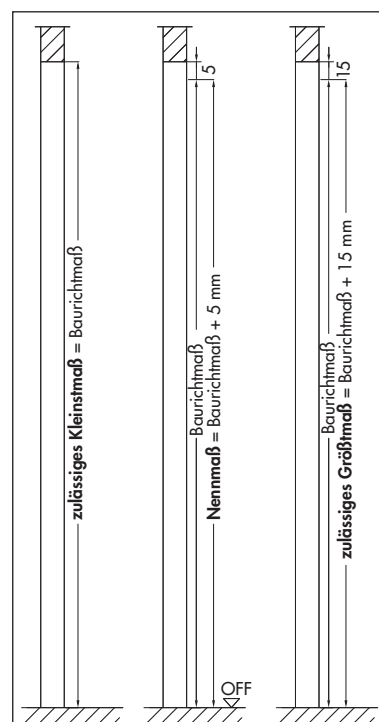 zulässiges Kleinstmaß = Baurichtmaß
5
Baurichtmaß
Nennmaß = Baurichtmaß + 5 mm
15
Baurichtmaß
zulässiges Größtmaß = Baurichtmaß + 15 mm
OFF